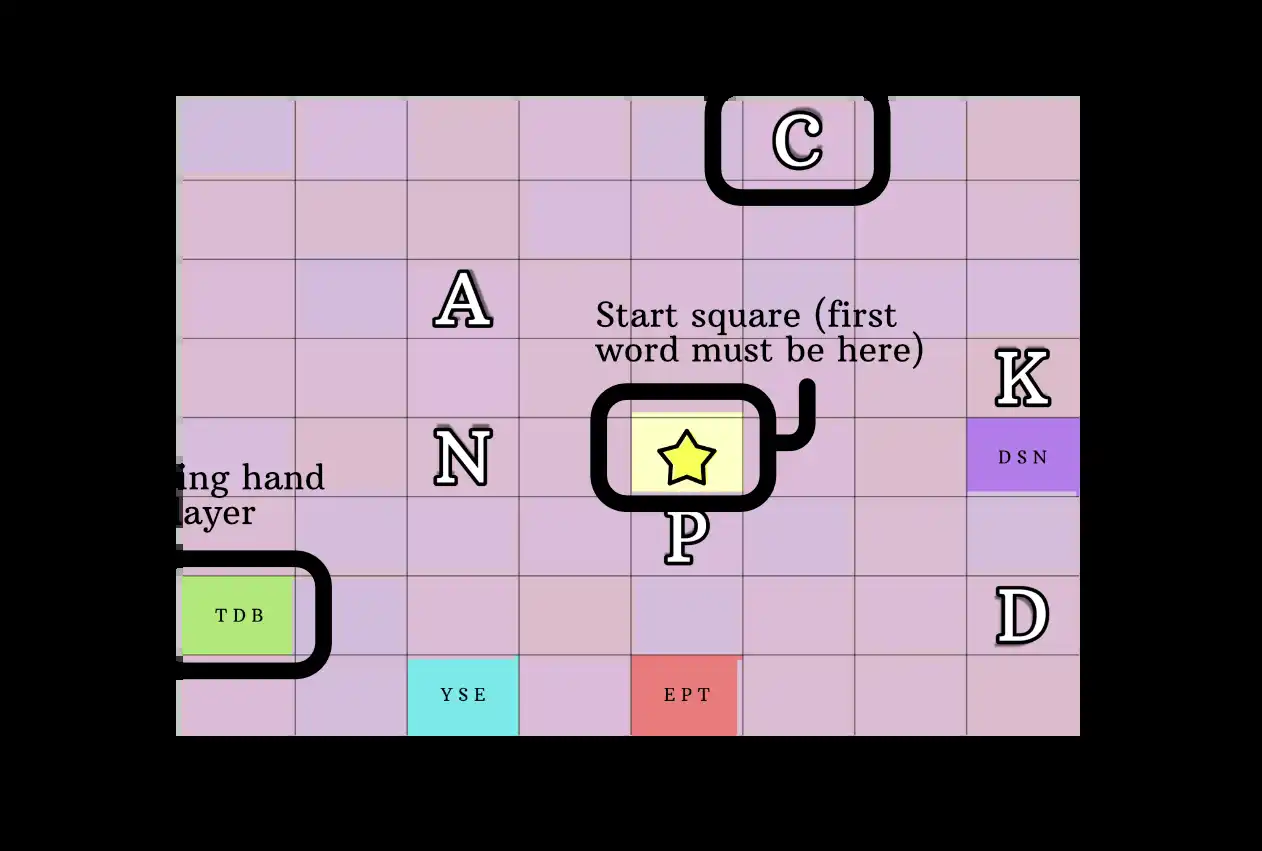 C
A
Start square (first
word must be here)
K
N
DSN
ing hand
layer
P
TDB
D
YSE
EPT